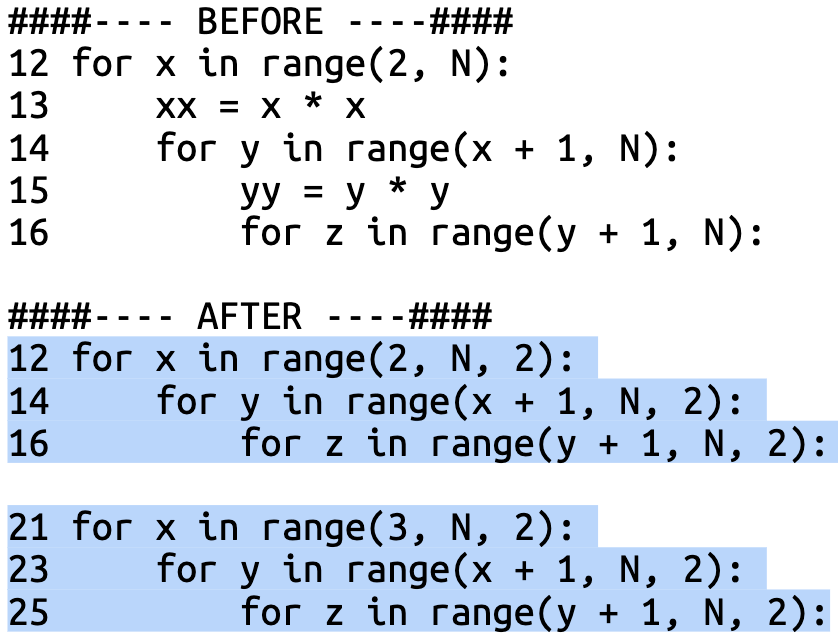 ####---- BEFORE ----####
12 for x in range(2, N):
13     xx = x * x
14     for y in range(x + 1, N):
15         yy = y * y
16         for z in range(y + 1, N):

####---- AFTER ----####
12 for x in range(2, N, 2):
14     for y in range(x + 1, N, 2):
16         for z in range(y + 1, N, 2):

21 for x in range(3, N, 2):
23     for y in range(x + 1, N, 2):
25         for z in range(y + 1, N, 2):